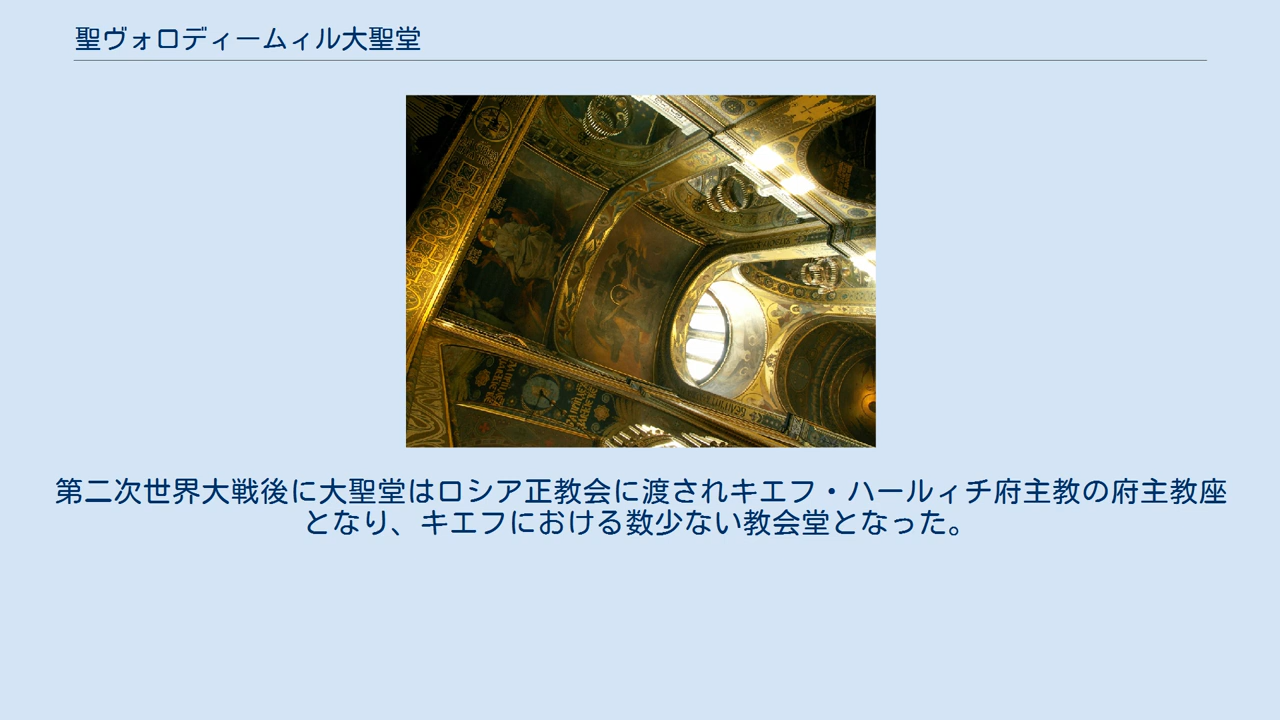 聖ヴォロディームィル大聖堂
第二次世界大戦後に大聖堂はロシア正教会に渡されキエフ・ハールィチ府主教の府主教座
となり、キエフにおける数少ない教会堂となった。